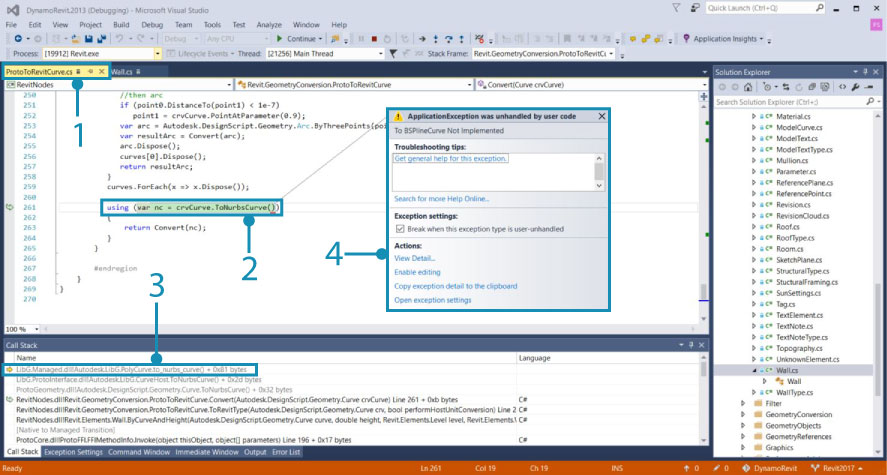 DynamoRevit.2013 (Debugging) - Microsoft Visual Studio
Quick Launch (Ctrl+Q)
File Edit View Project Build Debug Team Tools Test Analyze Window Help
PS
Debug Any CPU Continue Application Insights
Process: [19912] Revit.exe Lifecycle Events Thread: [21256] Main Thread Stack Frame: Revit.GeometryConversion.ProtoToRevitC
ProtoToRevitCurve.cs Wall.cs
RevitNodes Revit.GeometryConversion.ProtoToRevitCurve Convert(Curve crvCurve)
250 //then arc
251 if (point0.DistanceTo(point1) < 1e-7)
252 point1 = crvCurve.PointAtParameter(0.9);
253 var arc = Autodesk.DesignScript.Geometry.Arc.ByThreePoints(poi
254 var resultArc = Convert(arc);
255 arc.Dispose();
256 curves[0].Dispose();
257 return resultArc;
258 }
259 curves.ForEach(x => x.Dispose());
260
261 using (var nc = crvCurve.ToNurbsCurve())
262 {
263 return Convert(nc);
264 }
265 }
266
267 #endregion
268 }
269 }
270
1
2
3
4
ApplicationException was unhandled by user code
To BSPlineCurve Not Implemented
Troubleshooting tips:
Get general help for this exception.
Search for more Help Online...
Exception settings:
Break when this exception type is user-unhandled
Actions:
View Detail...
Enable editing
Copy exception detail to the clipboard
Open exception settings
100 %
Call Stack
Name Language
LibG.Managed.dll!Autodesk.LibG.PolyCurve.to_nurbs_curve() + 0x81 bytes
LibG.ProtoInterface.dll!Autodesk.LibG.CurveHost.ToNurbsCurve() + 0x2d bytes
ProtoGeometry.dll!Autodesk.DesignScript.Geometry.Curve.ToNurbsCurve() + 0x32 bytes
RevitNodes.dll!Revit.GeometryConversion.ProtoToRevitCurve.Convert(Autodesk.DesignScript.Geometry.Curve crvCurve) Line 261 + 0xb bytes C#
RevitNodes.dll!Revit.GeometryConversion.ProtoToRevitCurve.ToRevitType(Autodesk.DesignScript.Geometry.Curve crv, bool performHostUnitConversion) Line 2 C#
RevitNodes.dll!Revit.Elements.Wall.ByCurveAndHeight(Autodesk.DesignScript.Geometry.Curve curve, double height, Revit.Elements.Level level, Revit.Elements.W C#
[Native to Managed Transition]
ProtoCore.dll!ProtoFFI.FFIMethodInfo.Invoke(object thisObject, object[] parameters) Line 196 + 0x17 bytes C#
Call Stack Exception Settings Command Window Immediate Window Output Error List
Solution Explorer
Search Solution Explorer (Ctrl+;)
Material.cs
ModelCurve.cs
ModelText.cs
ModelTextType.cs
Mullion.cs
Parameter.cs
ReferencePlane.cs
ReferencePoint.cs
Revision.cs
RevisionCloud.cs
Roof.cs
RoofType.cs
Room.cs
SketchPlane.cs
StructuralType.cs
StucturalFraming.cs
SunSettings.cs
Tag.cs
TextElement.cs
TextNote.cs
TextNoteType.cs
Topography.cs
UnknownElement.cs
Wall.cs
Wall
WallType.cs
Filter
GeometryConversion
GeometryObjects
GeometryReferences
Graphics
Ready Ln 261 Col 19 Ch 19 INS 0 0 DynamoRevit Revit2017